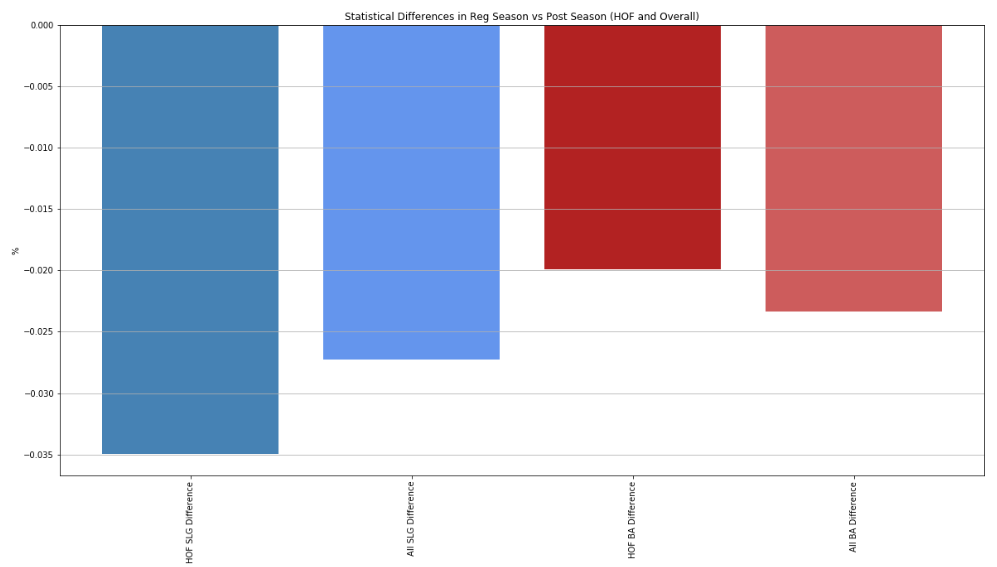 Statistical Differences in Reg Season vs Post Season (HOF and Overall)
0.000
−0.005
−0.010
−0.015
−0.020
−0.025
−0.030
−0.035
%
HOF SLG Difference
All SLG Difference
HOF BA Difference
All BA Difference